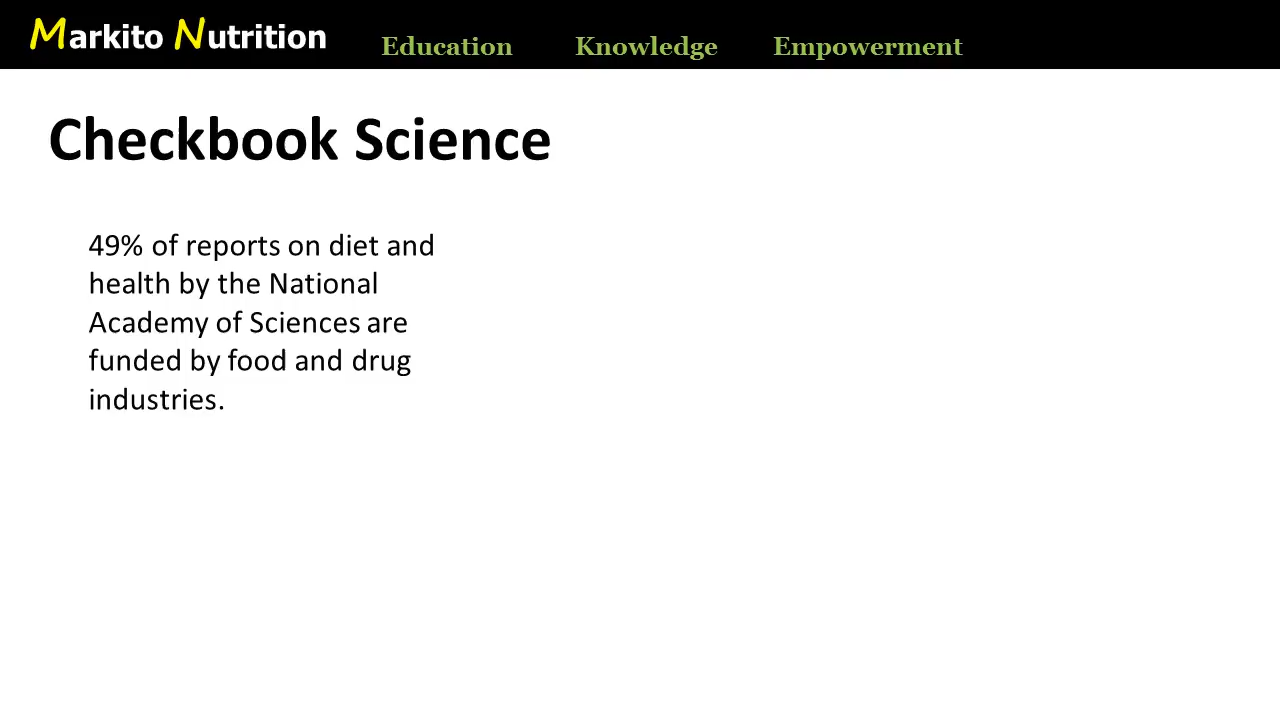 Markito Nutrition
Education Knowledge Empowerment
Checkbook Science
49% of reports on diet and
health by the National
Academy of Sciences are
funded by food and drug
industries.